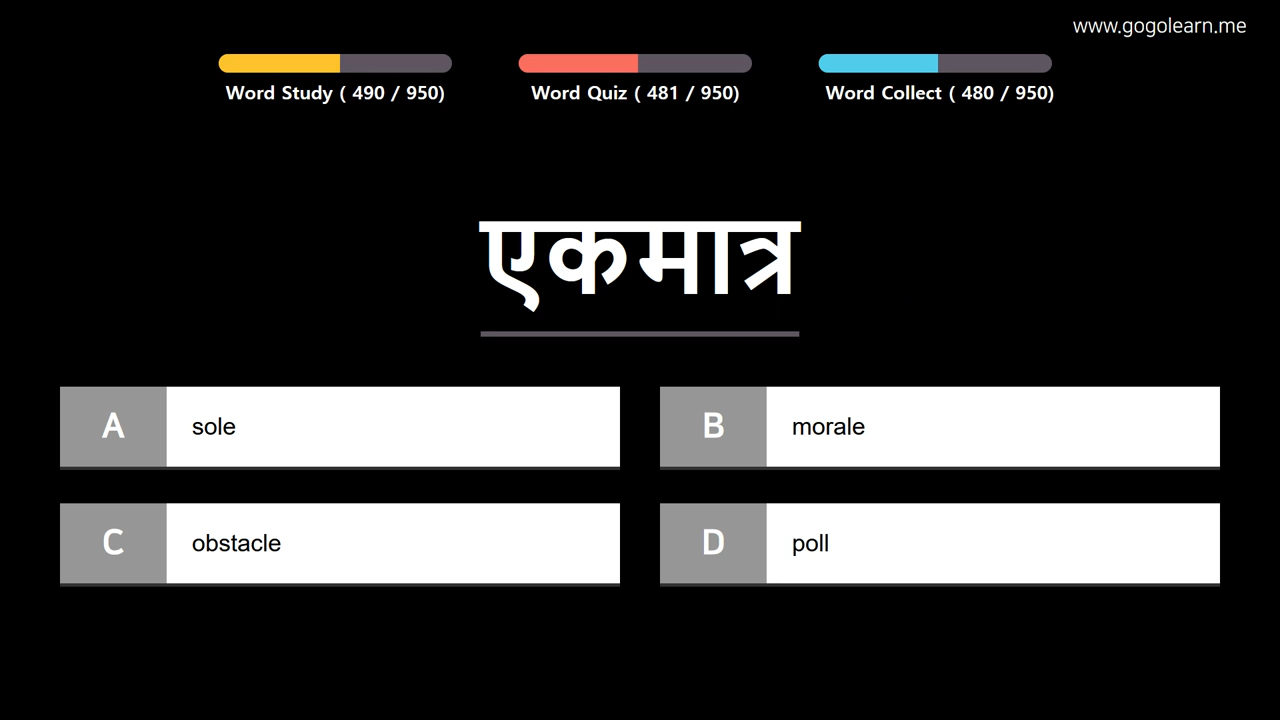 www.gogolearn.me
Word Study ( 490 / 950)
Word Quiz ( 481 / 950)
Word Collect ( 480 / 950)
एकमात्र
A sole
B morale
C obstacle
D poll